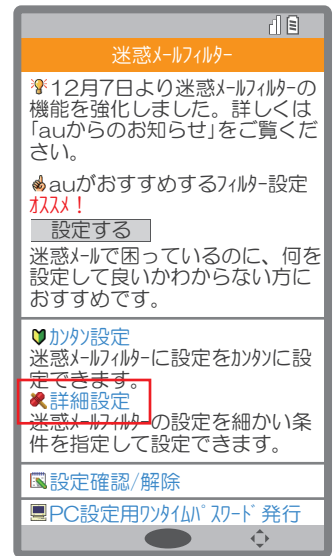 迷惑ﾒｰﾙﾌｨﾙﾀｰ
12月7日より迷惑ﾒｰﾙﾌｨﾙﾀｰの
機能を強化しました。詳しくは
｢auからのお知らせ｣をご覧くだ
さい。
auがおすすめするﾌｨﾙﾀｰ設定
ｵｽｽﾒ！
設定する
迷惑ﾒｰﾙで困っているのに、何を
設定して良いかわからない方に
おすすめです。
ｶﾝﾀﾝ設定
迷惑ﾒｰﾙﾌｨﾙﾀｰに設定をｶﾝﾀﾝに設
定できます。
詳細設定
迷惑ﾒｰﾙﾌｨﾙﾀｰの設定を細かい条
件を指定して設定できます。
設定確認/解除
PC設定用ﾜﾝﾀｲﾑﾊﾟｽﾜｰﾄﾞ発行